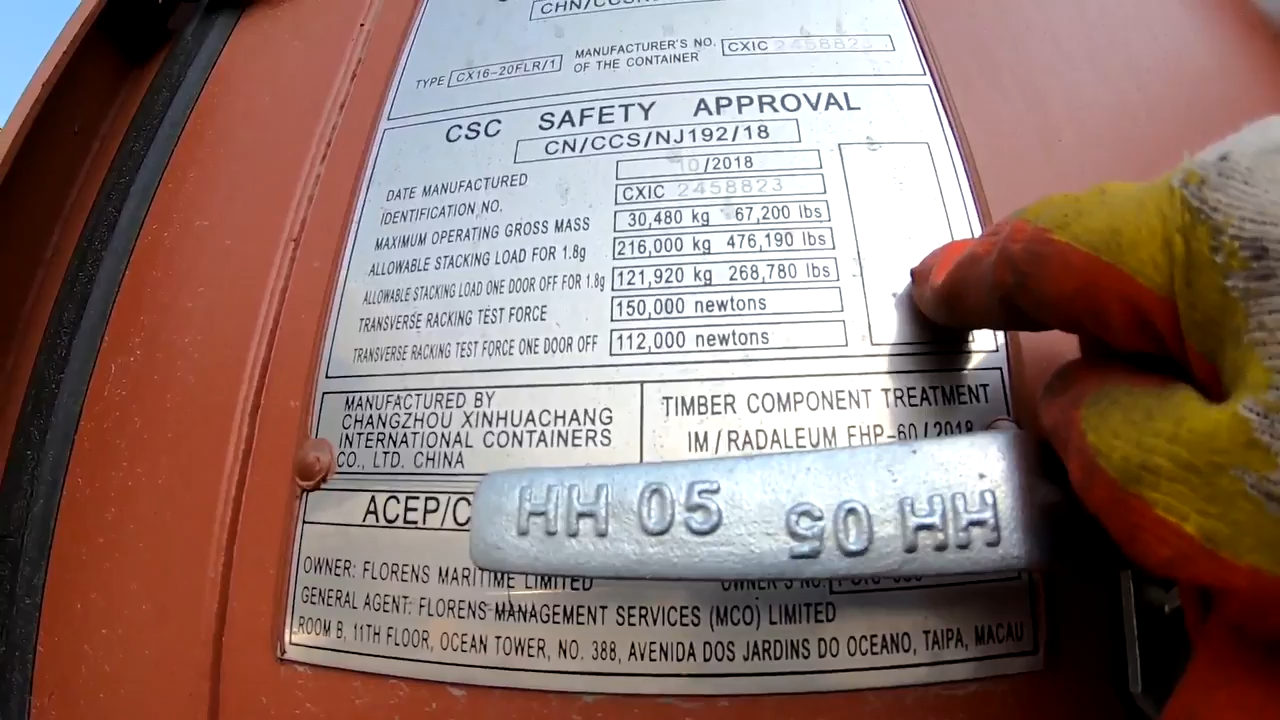 TYPE CX16-20FLR/1 MANUFACTURER'S NO. OF THE CONTAINER CXIC 2458823
CSC SAFETY APPROVAL
CN/CCS/NJ192/18
DATE MANUFACTURED 10/2018
IDENTIFICATION NO. CXIC 2458823
MAXIMUM OPERATING GROSS MASS 30,480 kg 67,200 lbs
ALLOWABLE STACKING LOAD FOR 1.8g 216,000 kg 476,190 lbs
ALLOWABLE STACKING LOAD ONE DOOR OFF FOR 1.8g 121,920 kg 268,780 lbs
TRANSVERSE RACKING TEST FORCE 150,000 newtons
TRANSVERSE RACKING TEST FORCE ONE DOOR OFF 112,000 newtons
MANUFACTURED BY
CHANGZHOU XINHUACHANG
INTERNATIONAL CONTAINERS
CO., LTD. CHINA
TIMBER COMPONENT TREATMENT
IM/RADALEUM FHP-60/2018
ACEP/C
HH 05 50 HH
OWNER: FLORENS MARITIME LIMITED OWNER'S NO.
GENERAL AGENT: FLORENS MANAGEMENT SERVICES (MCO) LIMITED
ROOM B, 11TH FLOOR, OCEAN TOWER, NO. 388, AVENIDA DOS JARDINS DO OCEANO, TAIPA, MACAU